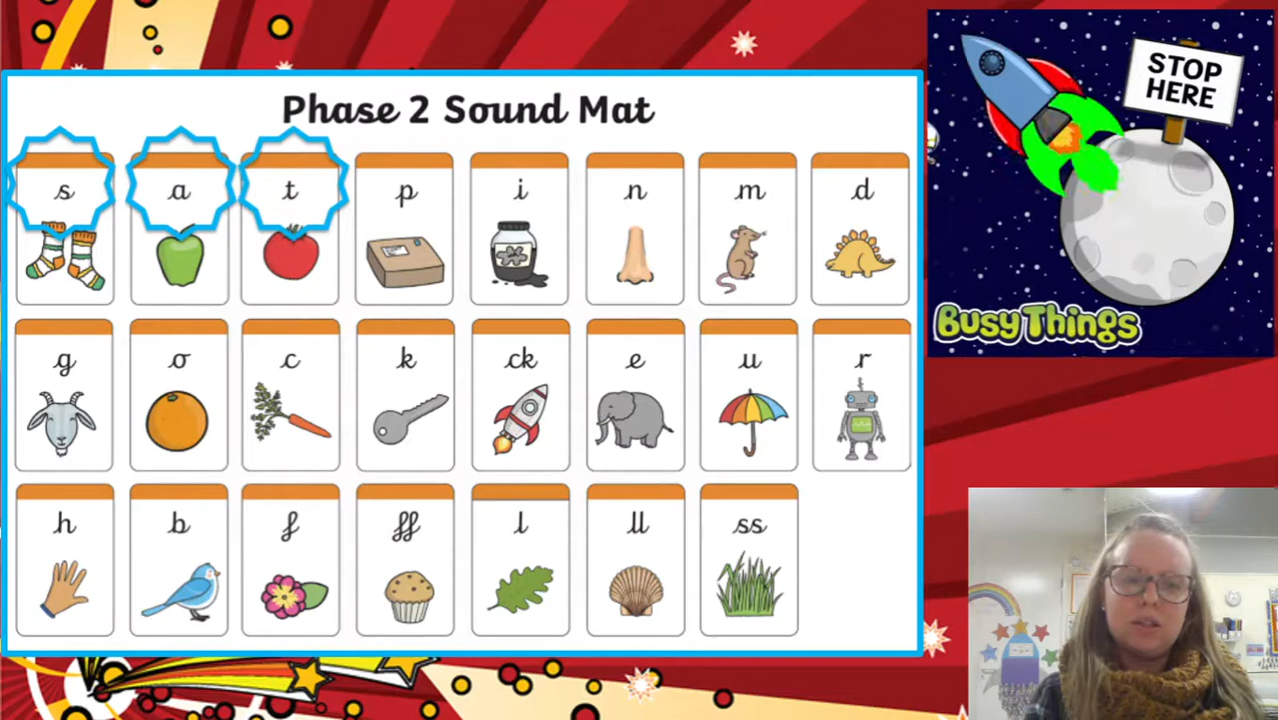 Phase 2 Sound Mat
s a t p i n m d
g o c k ck e u r
h b f ff l ll ss
STOP
HERE
BusyThings